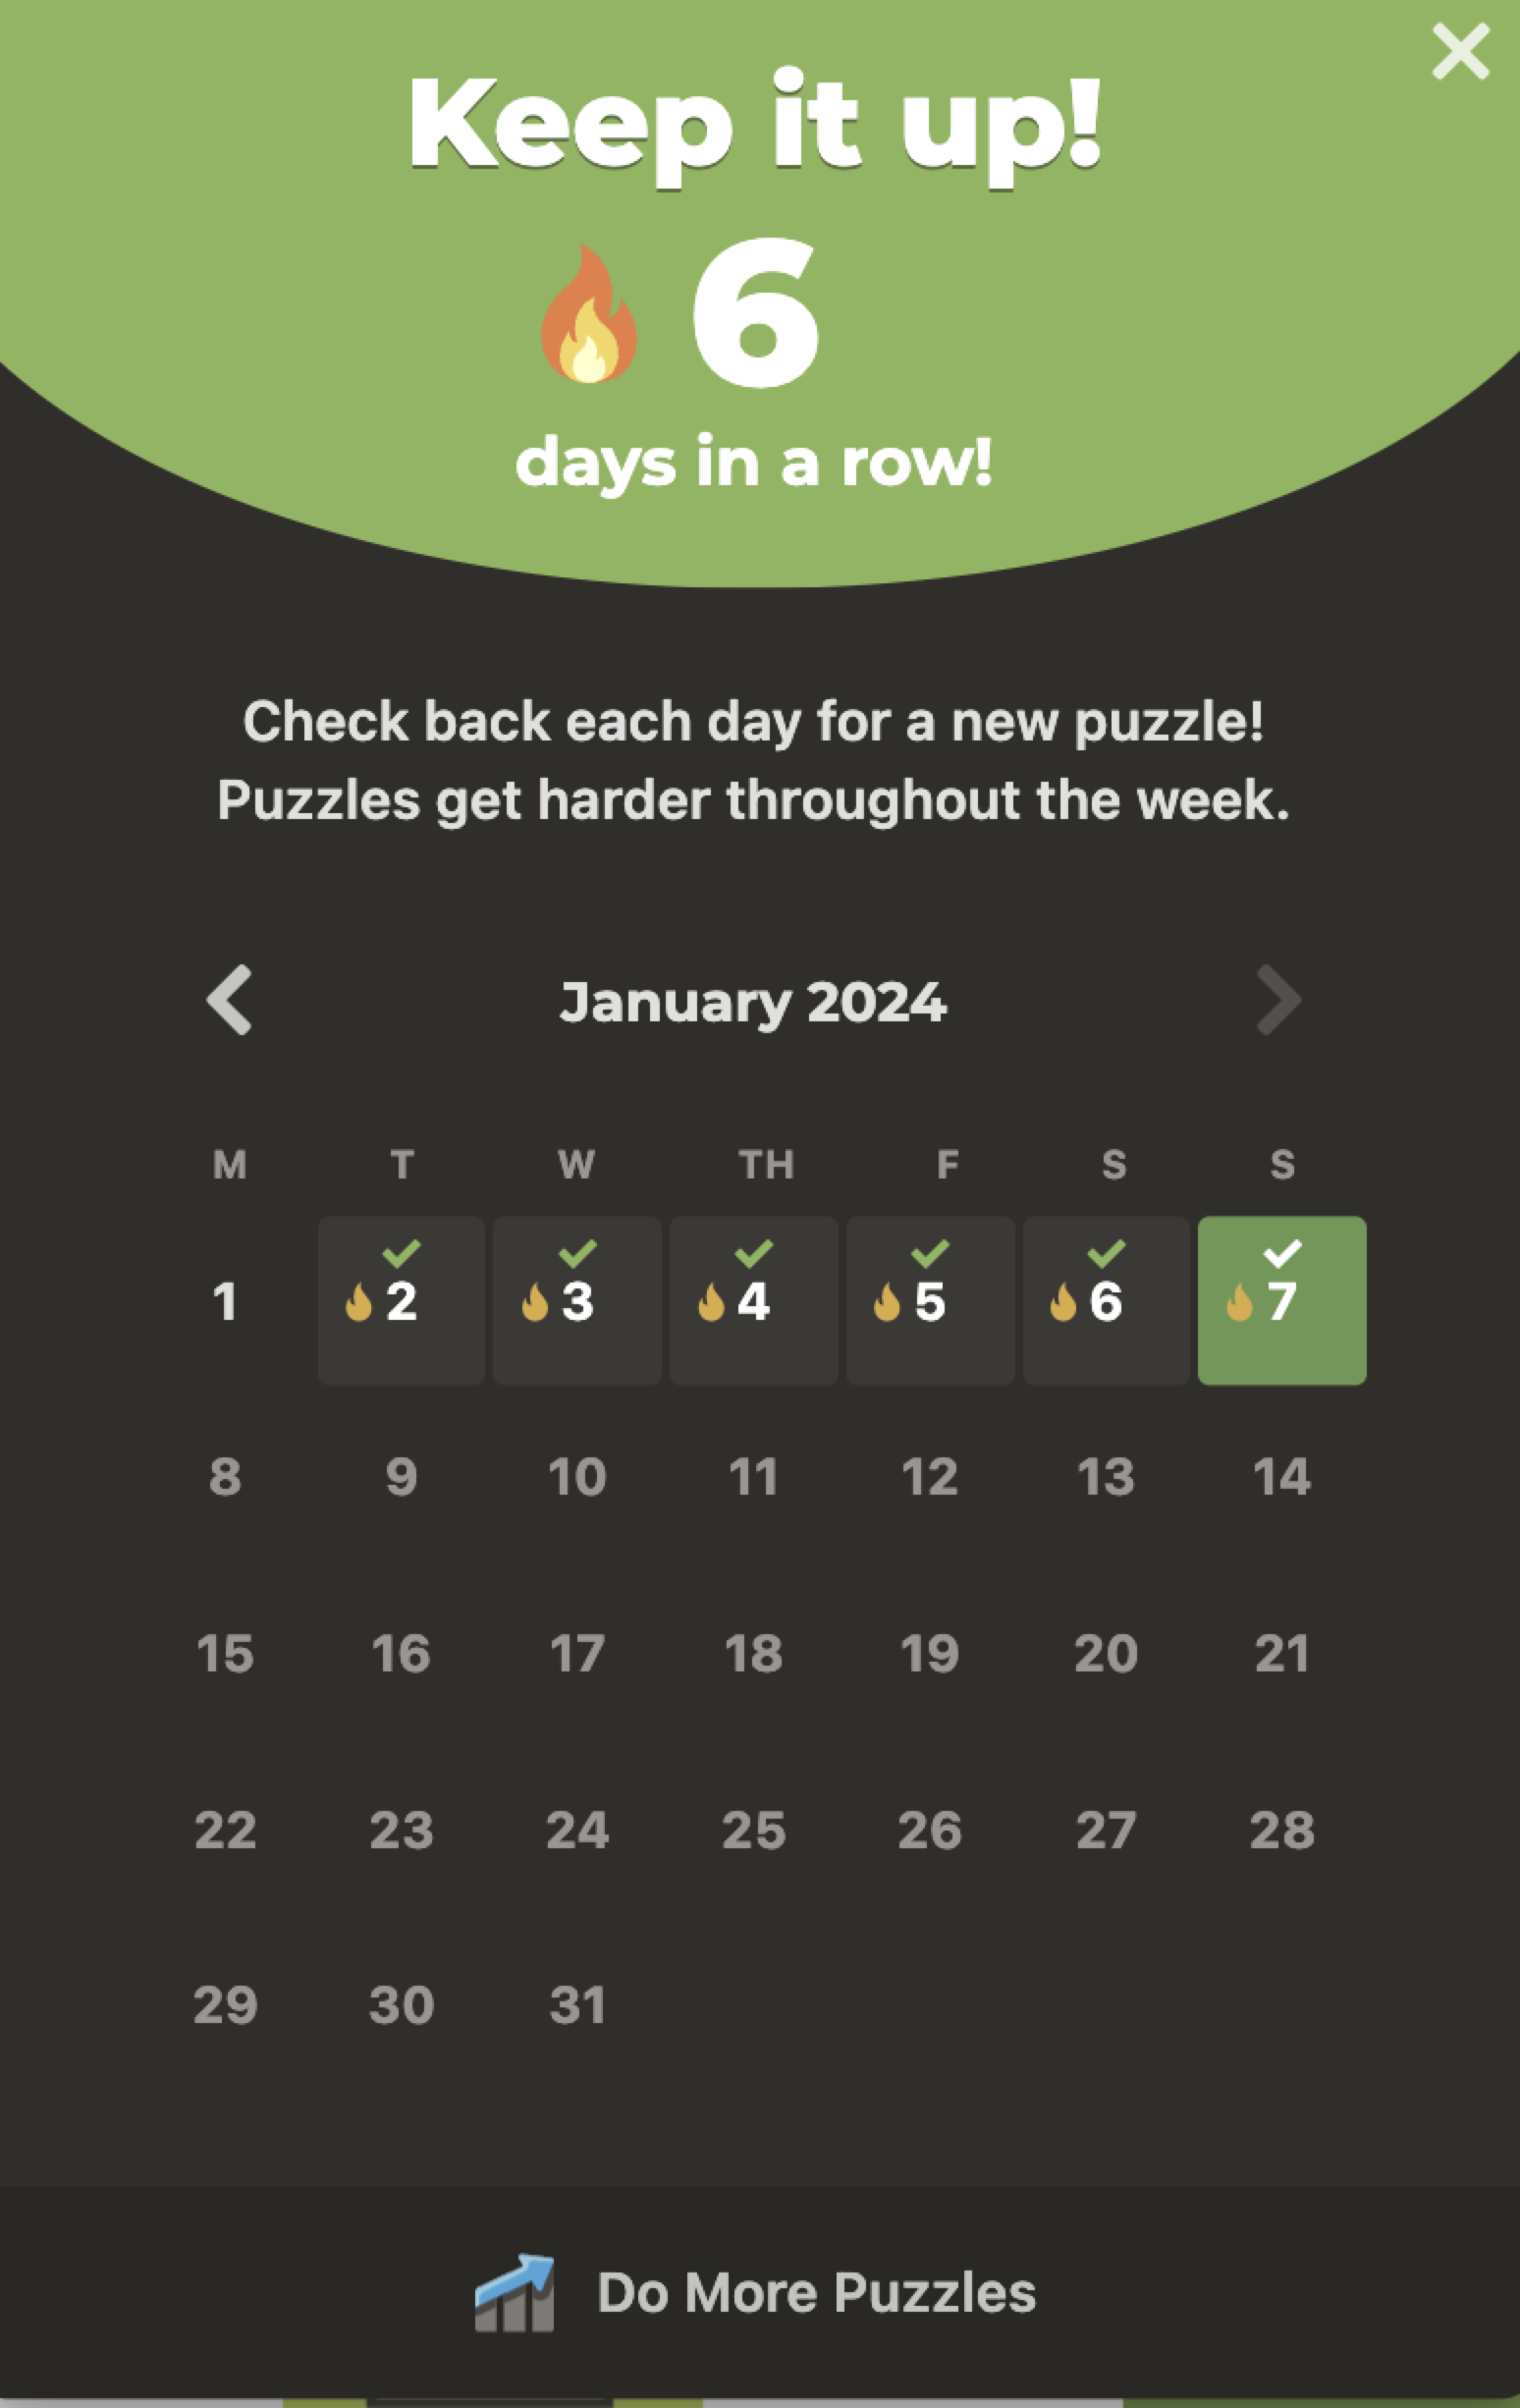 Keep it up!
6
days in a row!
Check back each day for a new puzzle!
Puzzles get harder throughout the week.
January 2024
M T W TH F S S
1 2 3 4 5 6 7
8 9 10 11 12 13 14
15 16 17 18 19 20 21
22 23 24 25 26 27 28
29 30 31
Do More Puzzles